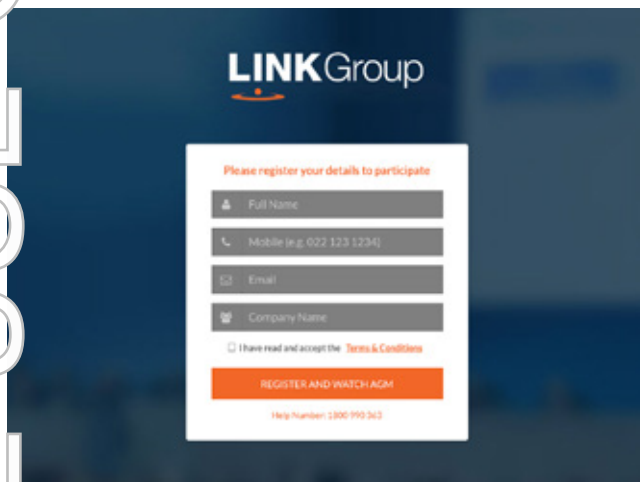 LINKGroup
Please register your details to participate
Full Name
Mobile (e.g. 022 123 1234)
Email
Company Name
I have read and accept the Terms & Conditions
REGISTER AND WATCH AGM
Help Number: 1800 990 363